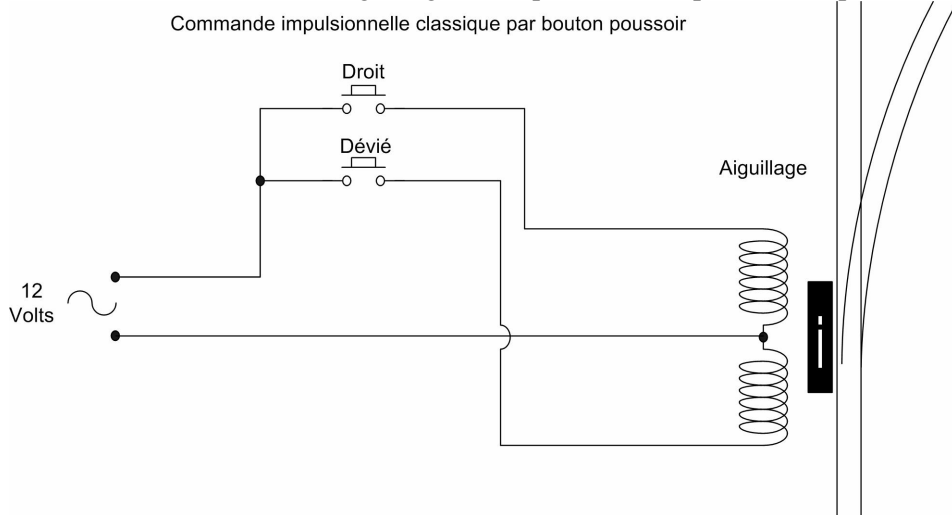 Commande impulsionnelle classique par bouton poussoir
Droit
Dévié
Aiguillage
12
Volts